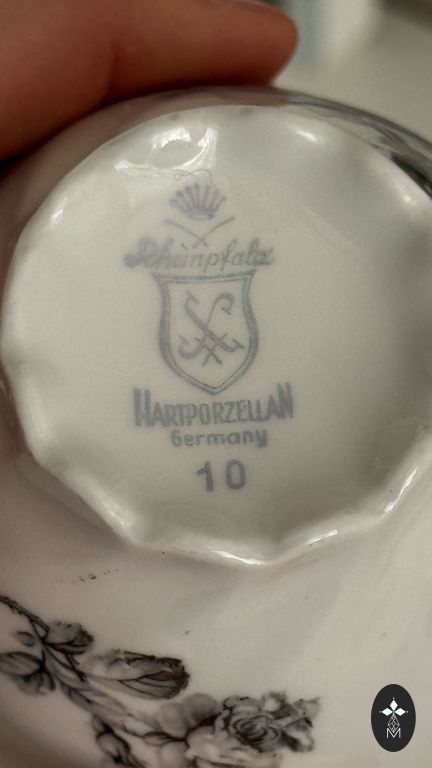 Rheinpfalz
HARTPORZELLAN
Germany
10
M